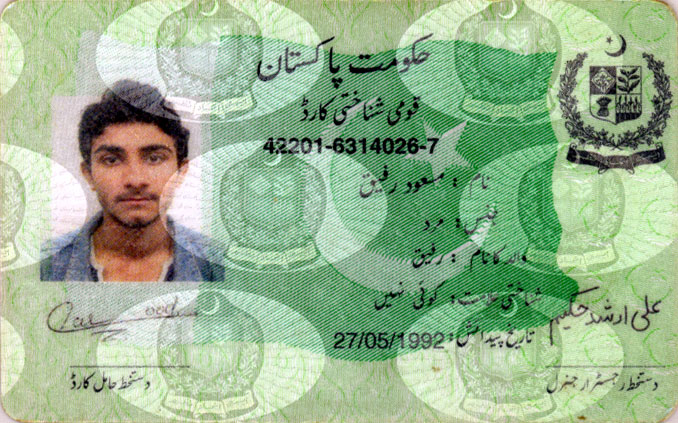 حکومت پاکستان
قومی شناختی کارڈ
42201-6314026-7
نام : مسعود رفیق
جنس : مرد
والد کا نام : رفیق
شناختی علامت : کوئی نہیں
تاریخ پیدائش : 27/05/1992
علی ارشد حکیم
دستخط حامل کارڈ
دستخط رجسٹرار جنرل